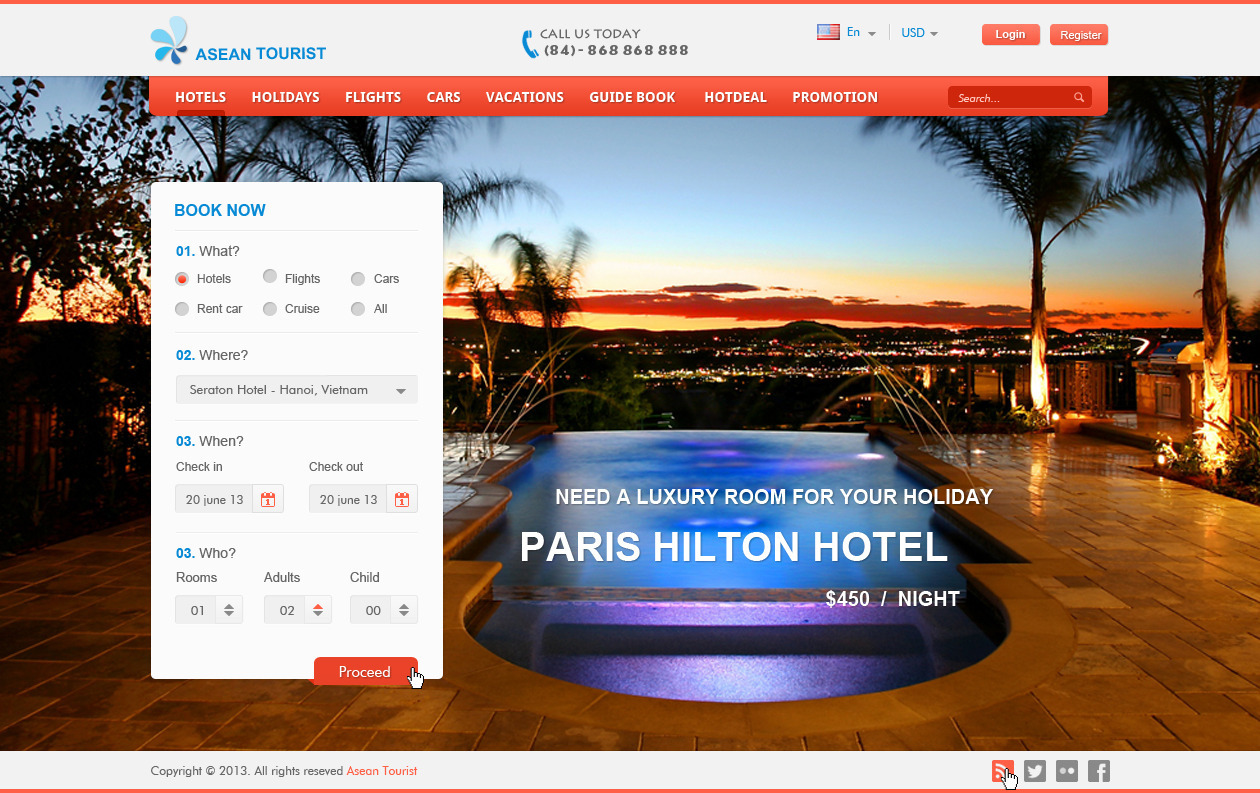 ASEAN TOURIST
CALL US TODAY
(84)- 868 868 888
En
USD
Login
Register
HOTELS HOLIDAYS FLIGHTS CARS VACATIONS GUIDE BOOK HOTDEAL PROMOTION
Search...
BOOK NOW
01. What?
Hotels Flights Cars
Rent car Cruise All
02. Where?
Seraton Hotel - Hanoi, Vietnam
03. When?
Check in Check out
20 june 13 1 20 june 13 1
03. Who?
Rooms Adults Child
01 02 00
Proceed
NEED A LUXURY ROOM FOR YOUR HOLIDAY
PARIS HILTON HOTEL
$450 / NIGHT
Copyright © 2013. All rights reseved Asean Tourist